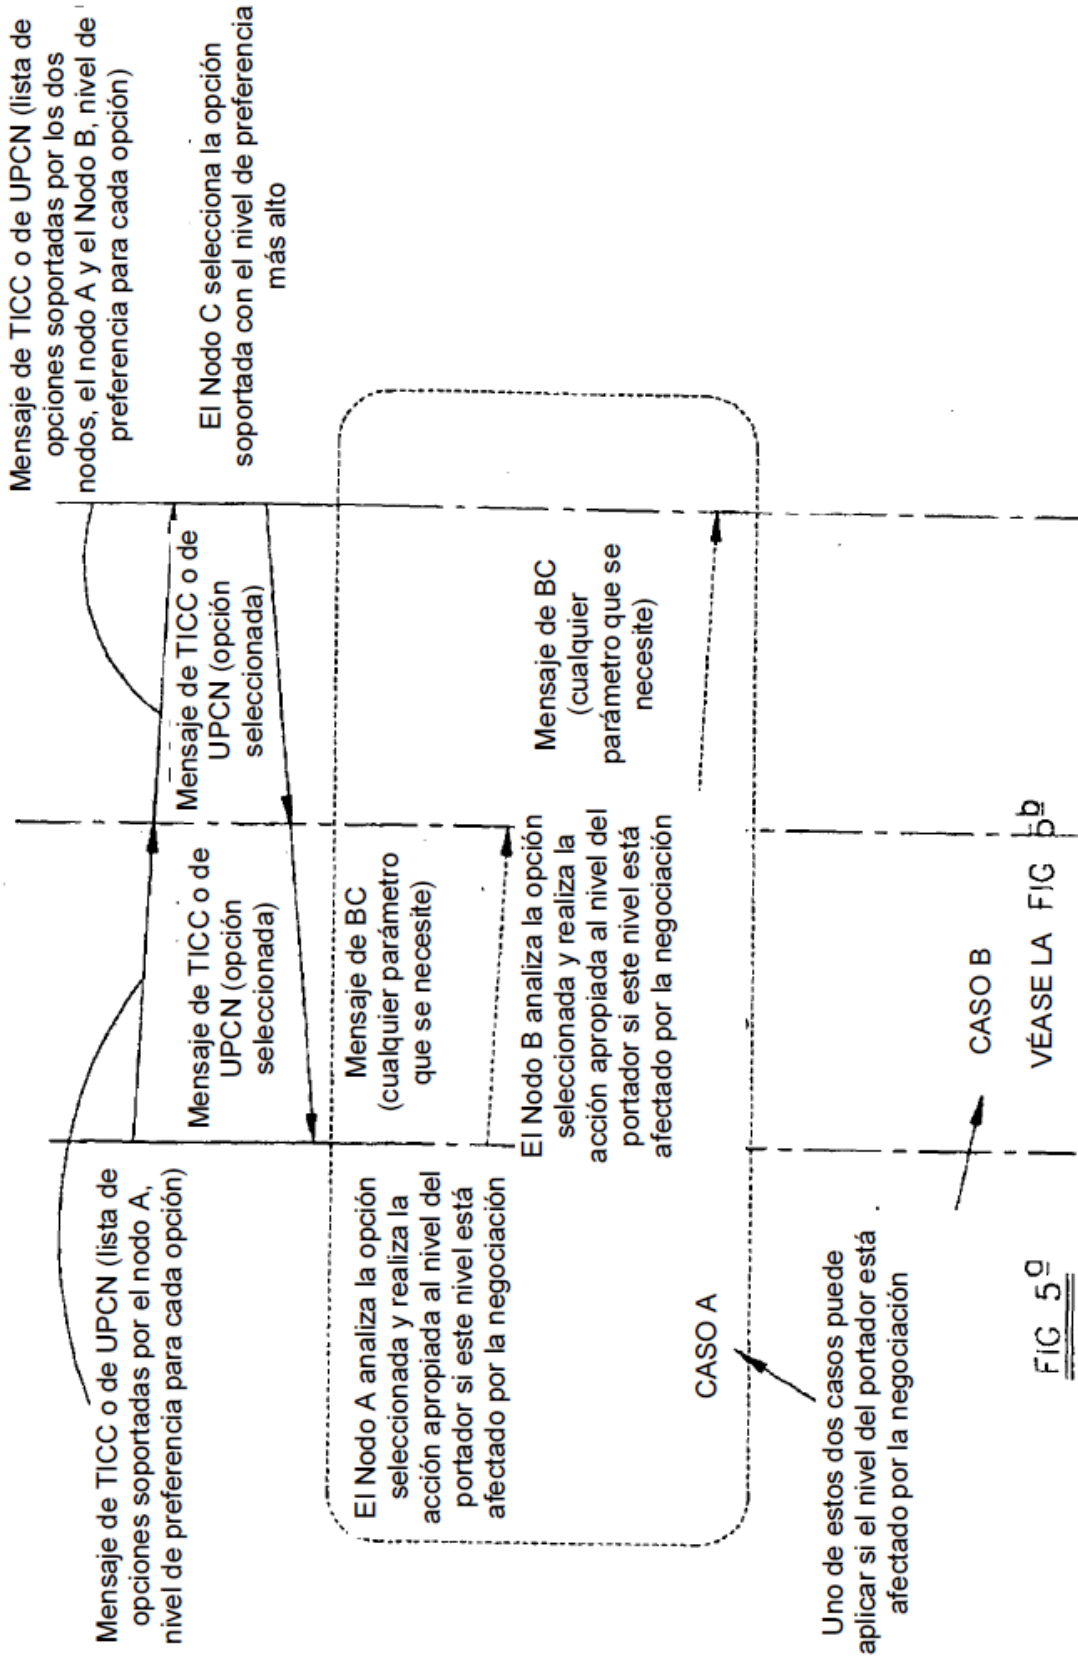 Mensaje de TICC o de UPCN (lista de
opciones soportadas por el nodo A,
nivel de preferencia para cada opción)
Mensaje de TICC o de UPCN (lista de
opciones soportadas por los dos
nodos, el nodo A y el Nodo B, nivel de
preferencia para cada opción)
Mensaje de TICC o de
UPCN (opción
seleccionada)
Mensaje de TICC o de
UPCN (opción
seleccionada)
El Nodo C selecciona la opción
soportada con el nivel de preferencia
más alto
El Nodo A analiza la opción
seleccionada y realiza la
acción apropiada al nivel del
portador si este nivel está
afectado por la negociación
Mensaje de BC
(cualquier parámetro
que se necesite)
El Nodo B analiza la opción
seleccionada y realiza la
acción apropiada al nivel del
portador si este nivel está
afectado por la negociación
Mensaje de BC
(cualquier
parámetro que se
necesite)
CASO A
Uno de estos dos casos puede
aplicar si el nivel del portador está
afectado por la negociación
CASO B
VÉASE LA FIG 5b
FIG 5a